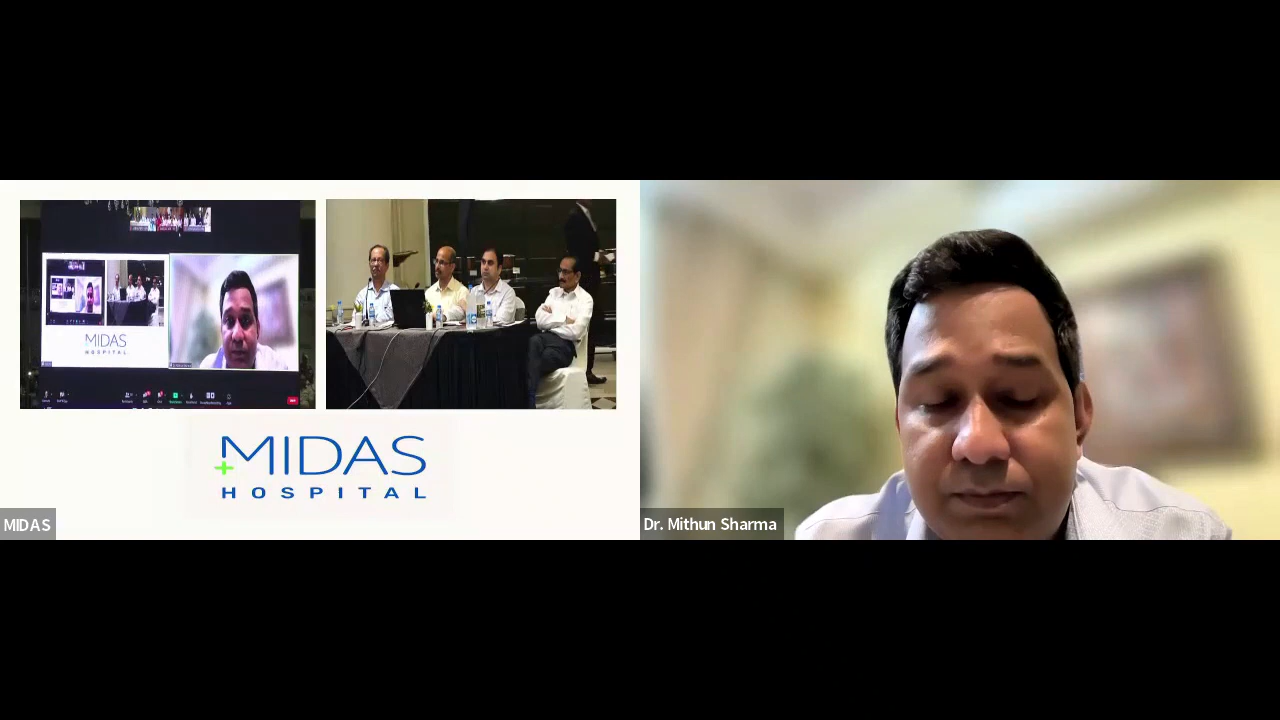 MIDAS
HOSPITAL
MIDAS
HOSPITAL
MIDAS
Dr. Mithun Sharma